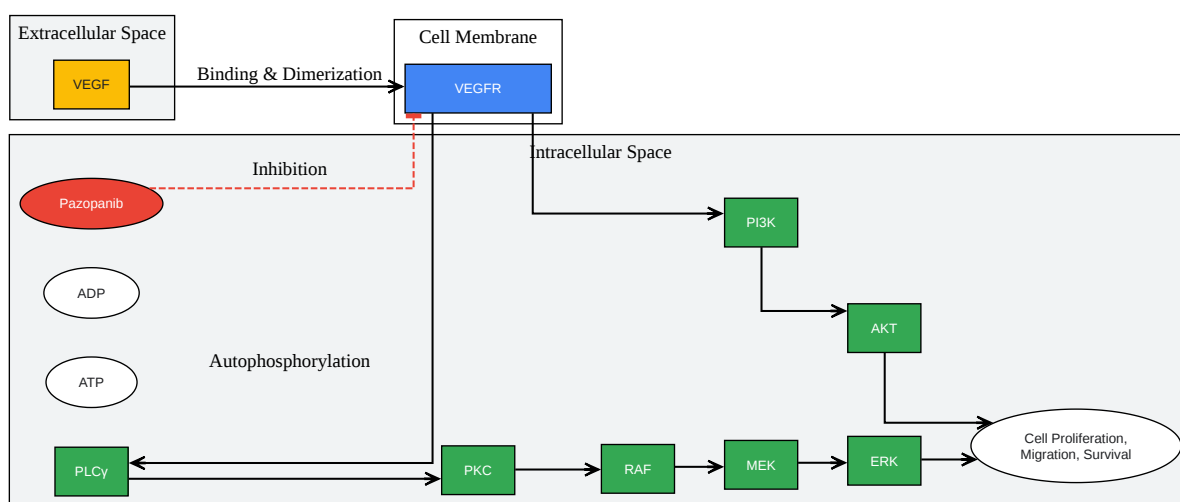 Extracellular Space
Cell Membrane
VEGF
Binding & Dimerization
VEGFR
Intracellular Space
Inhibition
Pazopanib
PI3K
ADP
AKT
Autophosphorylation
ATP
Cell Proliferation,
Migration, Survival
PLCγ
PKC
RAF
MEK
ERK